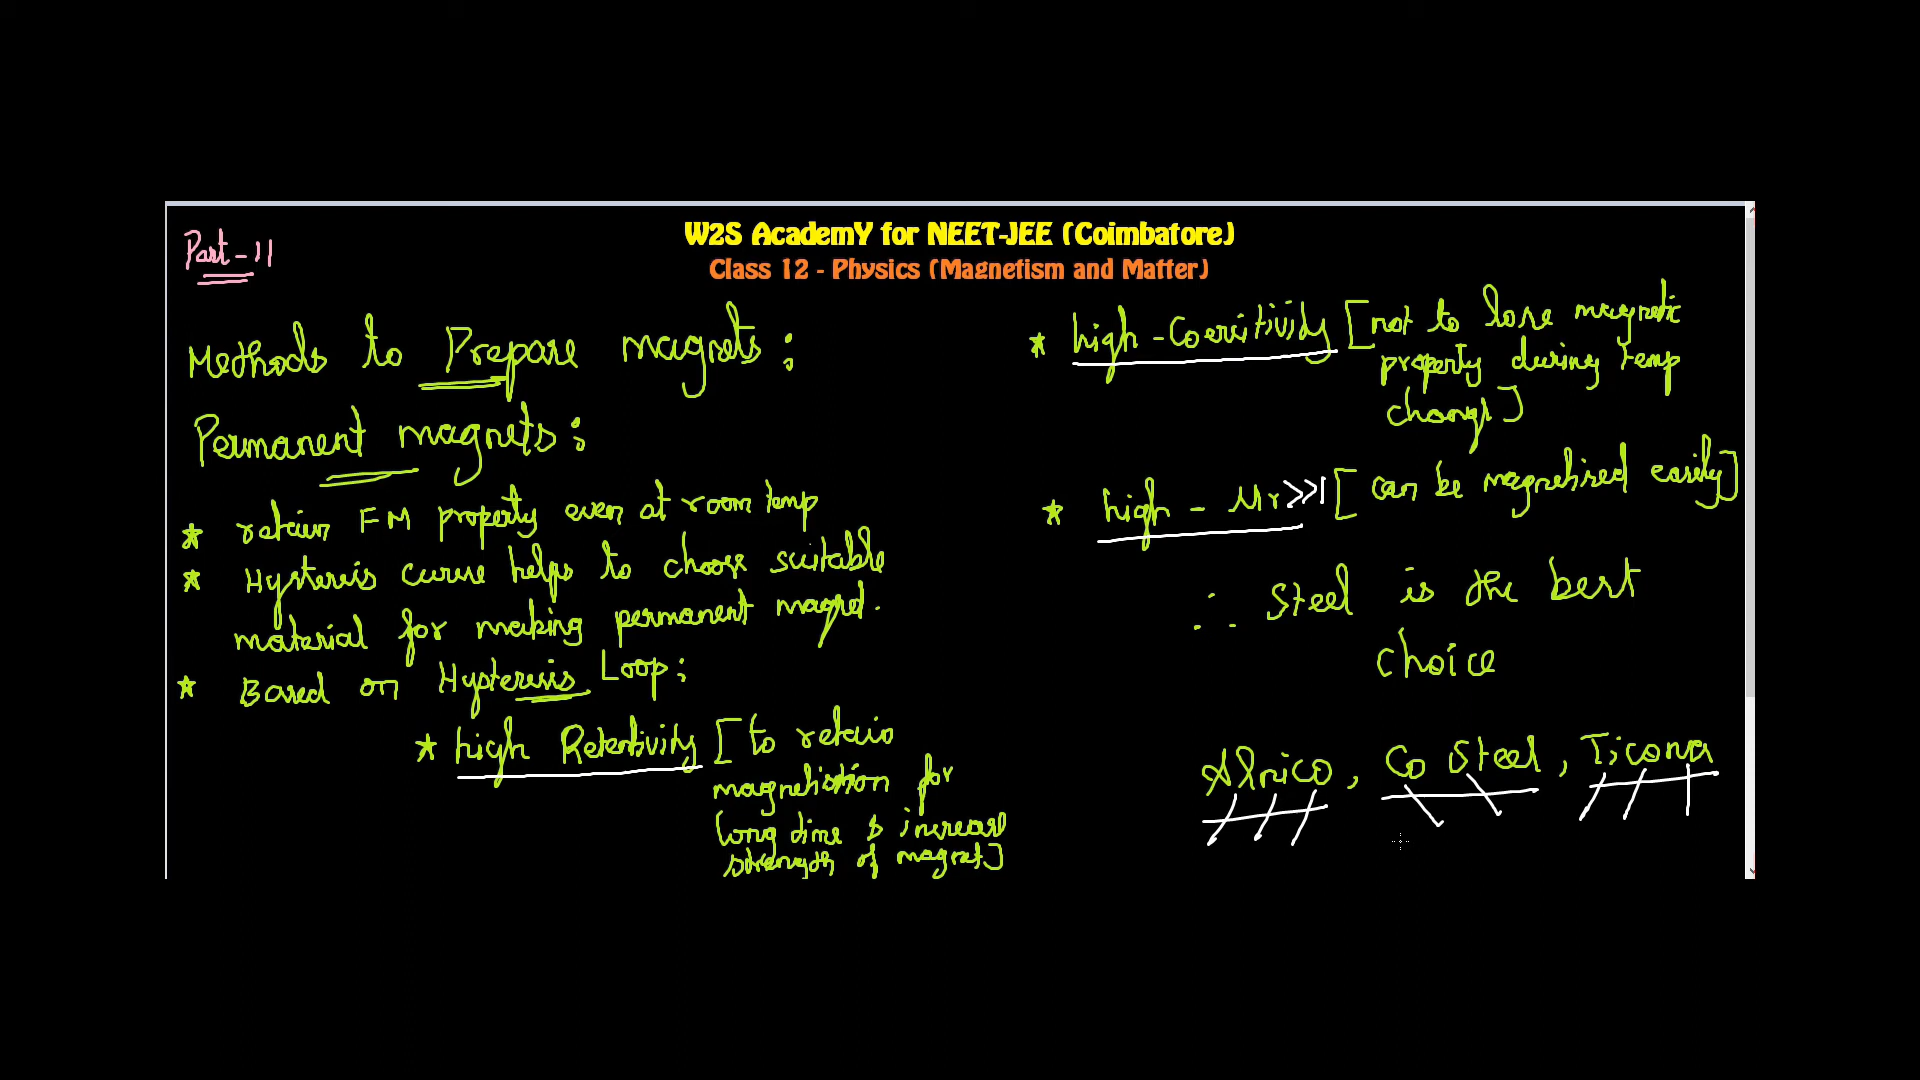 W2S AcademY for NEET-JEE (Coimbatore)
Class 12 - Physics (Magnetism and Matter)
Part - 11
Methods to Prepare magnets:
Permanent magnets:
* retain FM property even at room temp
* Hysteresis curve helps to choose suitable
material for making permanent magnet.
* Based on Hysteresis Loop:
* high Retentivity [to retain
magnetisation for
long time & increase
strength of magnet]
* high - Coercitivity [not to lose magnetic
property during temp
change]
* high - Mr >>1 [can be magnetised easily]
∴ Steel is the best
choice
Alnico, Co Steel, Ticonal